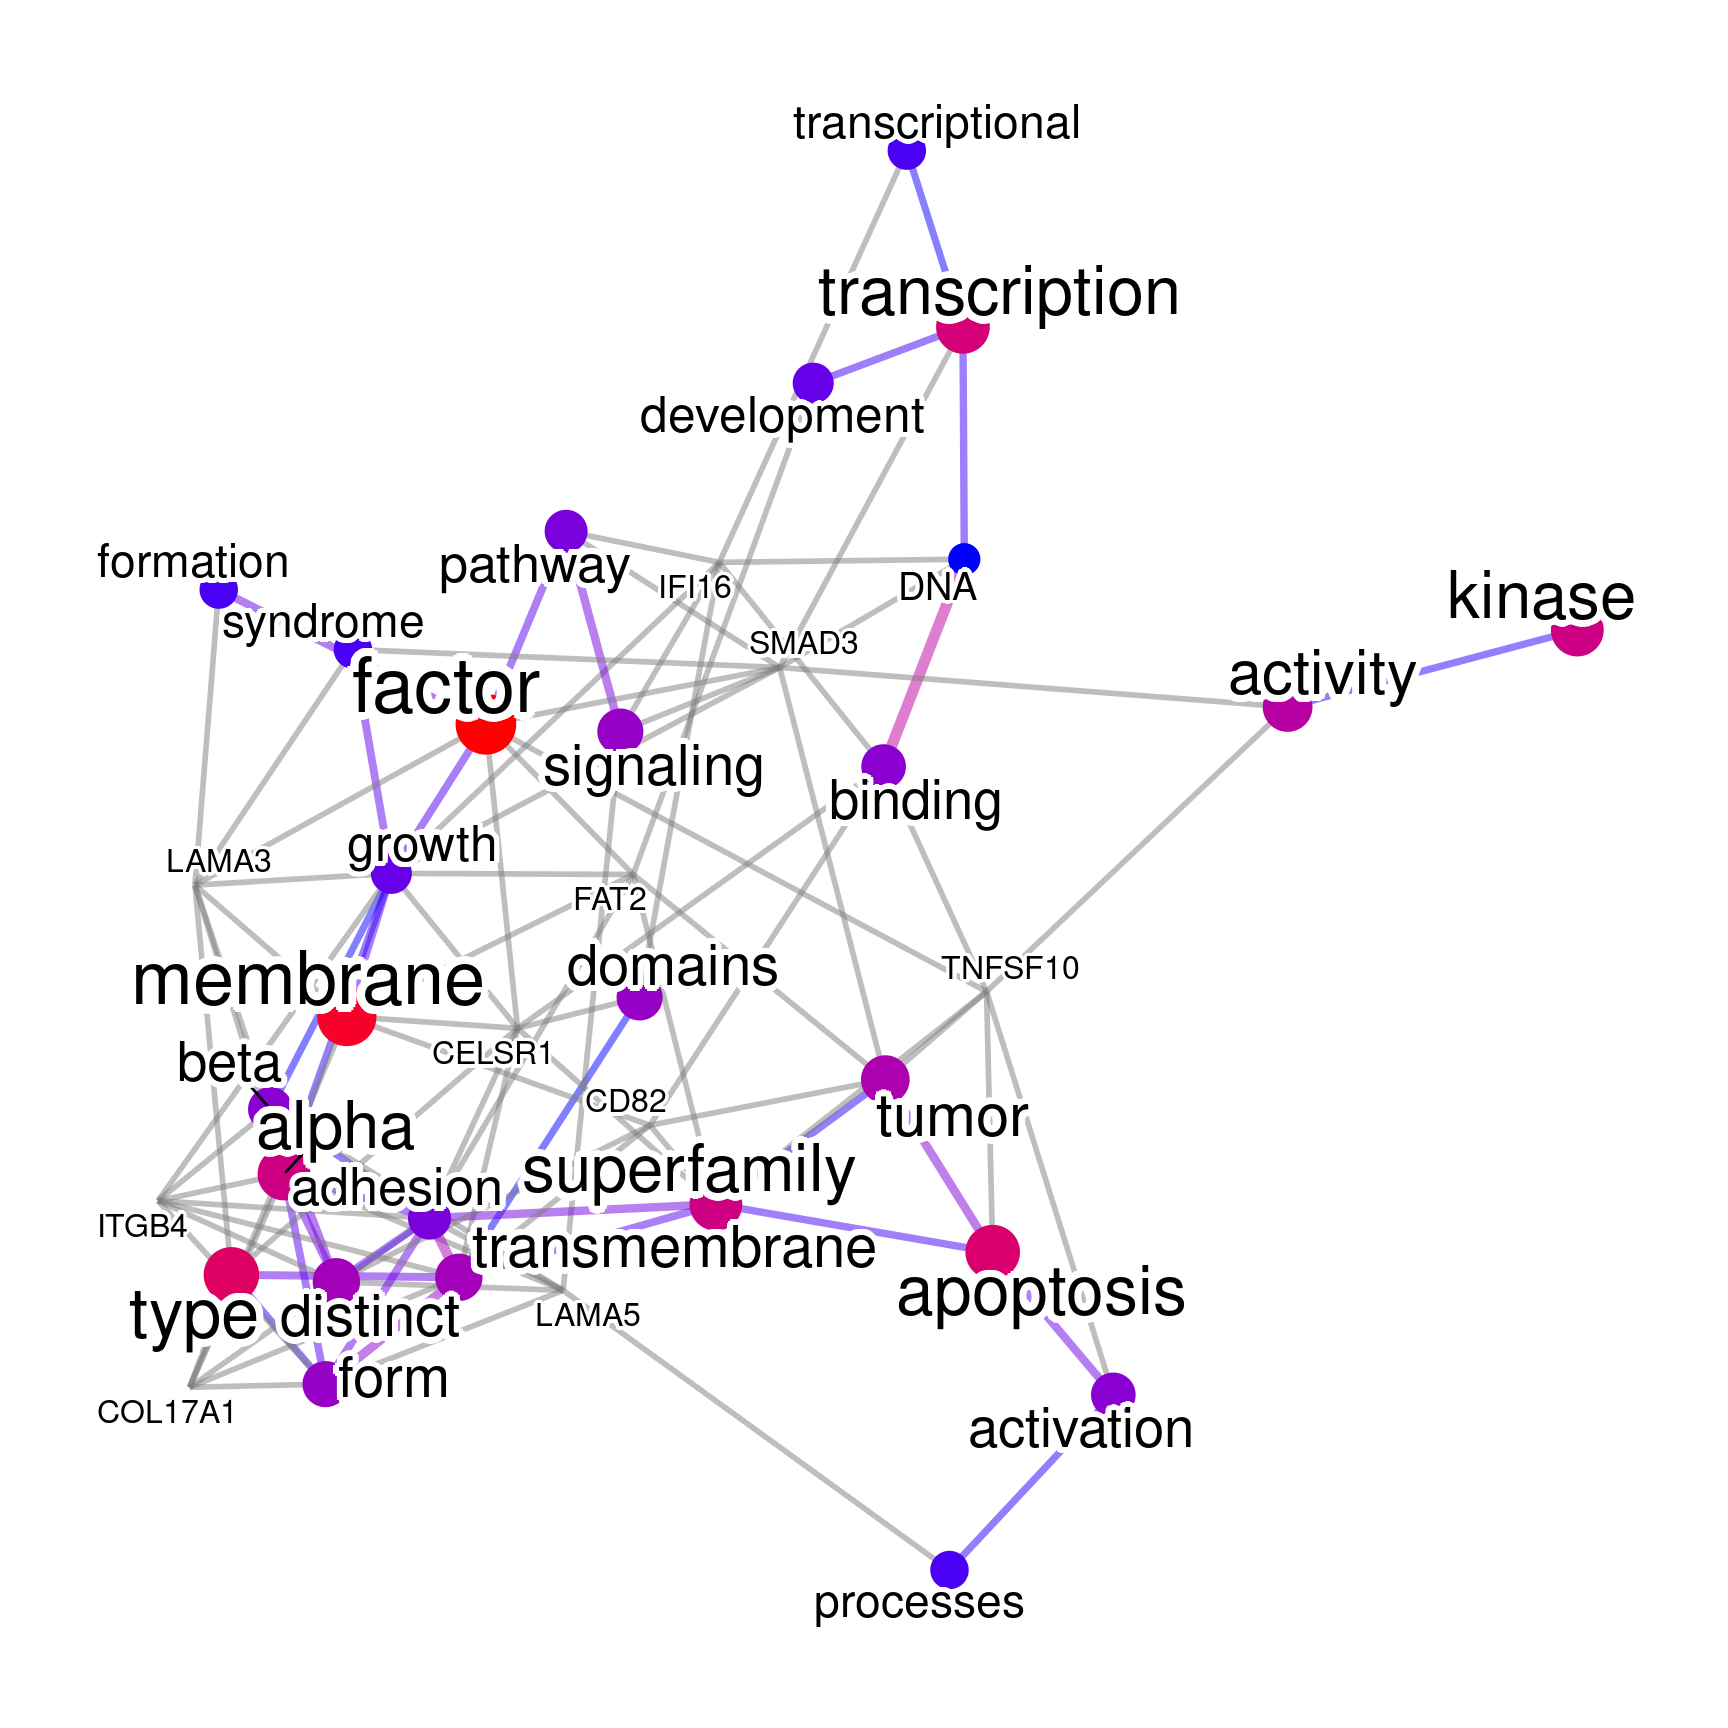 transcriptional
transcription
development
pathway
formation
IFI16
DNA
kinase
syndrome
SMAD3
factor
activity
signaling
binding
growth
LAMA3
FAT2
domains
TNFSF10
membrane
CELSR1
beta
CD82
tumor
alpha
superfamily
adhesion
ITGB4
transmembrane
apoptosis
type
distinct
LAMA5
form
COL17A1
activation
processes